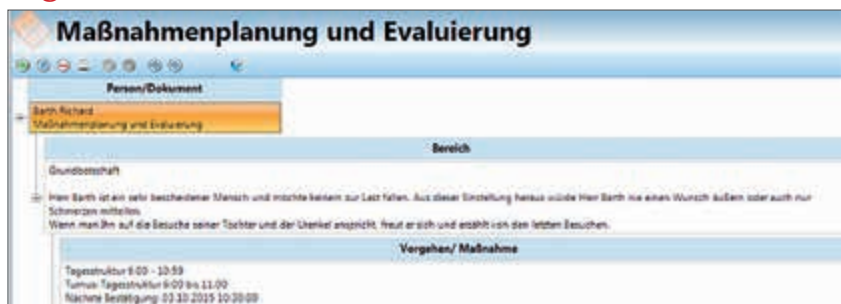 Maßnahmenplanung und Evaluierung
Person/Dokument
Barth Richard
Maßnahmenplanung und Evaluierung
Bereich
Grundbotschaft
Herr Barth ist ein sehr bescheidener Mensch und möchte keinem zur Last fallen. Aus dieser Einstellung heraus würde Herr Barth nie einen Wunsch äußern oder auch nur
Schmerzen mitteilen.
Wenn man ihn auf die Besuche seiner Tochter und der Urenkel anspricht, freut er sich und erzählt von den letzten Besuchen.
Vorgehen/ Maßnahme
Tagesstruktur 6:00 - 10:59
Turnus: Tagesstruktur 6:00 bis 11:00
Nächste Bestätigung: 03.10.2015 10:30:00